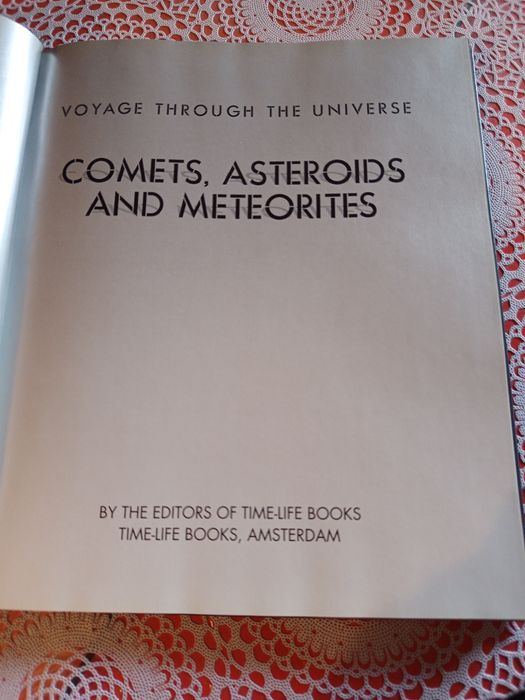 VOYAGE THROUGH THE UNIVERSE
COMETS, ASTEROIDS
AND METEORITES
BY THE EDITORS OF TIME-LIFE BOOKS
TIME-LIFE BOOKS, AMSTERDAM